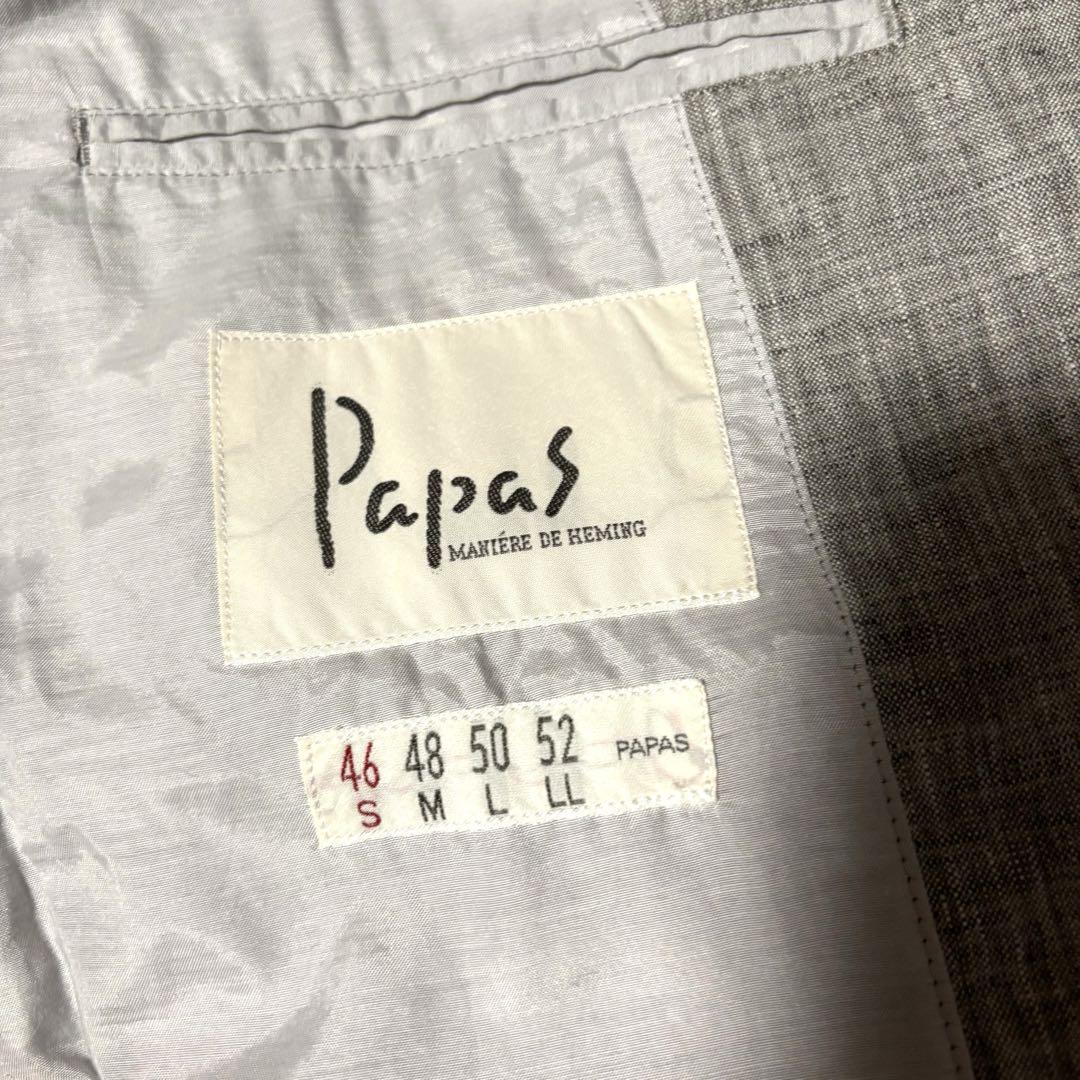 Papas
MANIÉRE DE HEMING
46 48 50 52 PAPAS
S M L LL